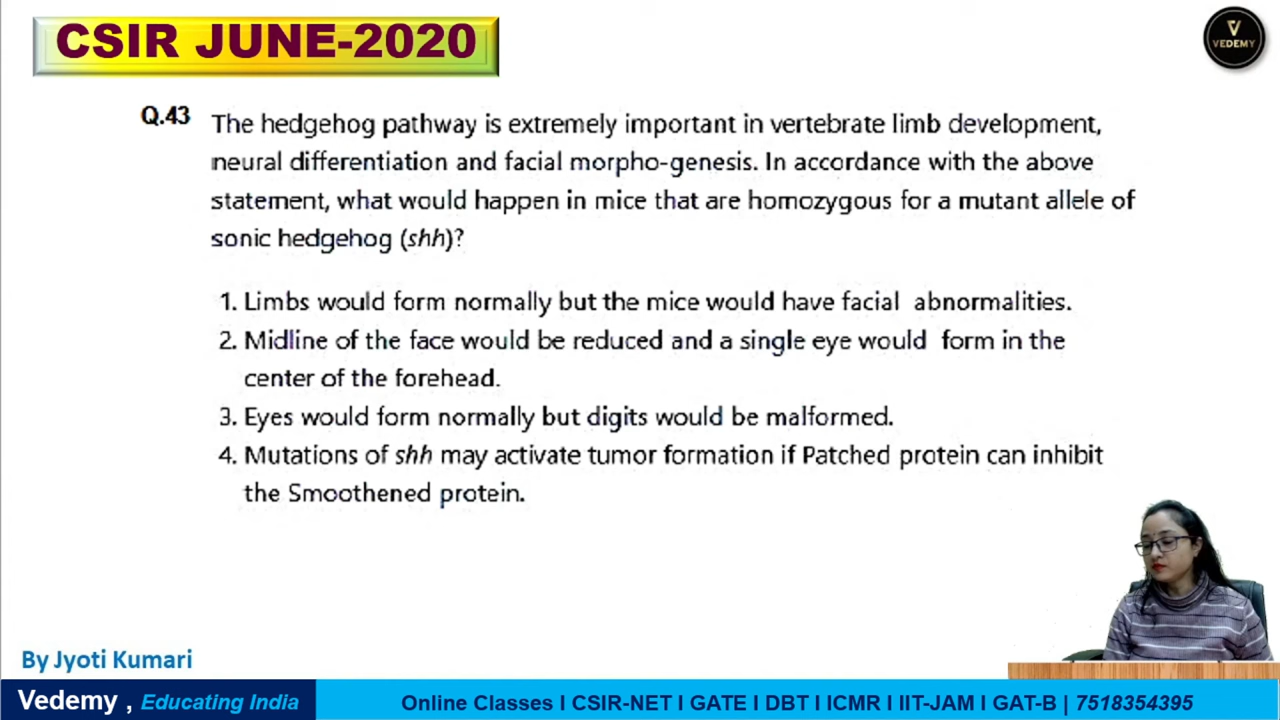 CSIR JUNE-2020
V
VEDEMY
Q.43 The hedgehog pathway is extremely important in vertebrate limb development,
neural differentiation and facial morpho-genesis. In accordance with the above
statement, what would happen in mice that are homozygous for a mutant allele of
sonic hedgehog (shh)?
1. Limbs would form normally but the mice would have facial abnormalities.
2. Midline of the face would be reduced and a single eye would form in the
center of the forehead.
3. Eyes would form normally but digits would be malformed.
4. Mutations of shh may activate tumor formation if Patched protein can inhibit
the Smoothened protein.
By Jyoti Kumari
Vedemy , Educating India
Online Classes I CSIR-NET I GATE I DBT I ICMR I IIT-JAM I GAT-B | 7518354395